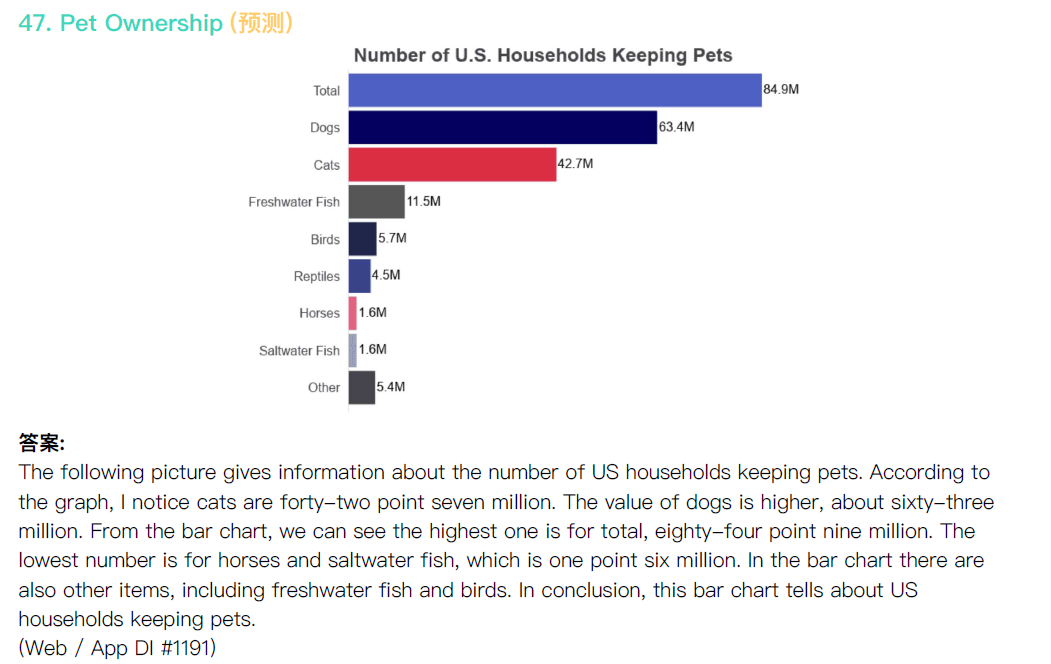 47. Pet Ownership (预测)
Number of U.S. Households Keeping Pets
Total 84.9M
Dogs 63.4M
Cats 42.7M
Freshwater Fish 11.5M
Birds 5.7M
Reptiles 4.5M
Horses 1.6M
Saltwater Fish 1.6M
Other 5.4M
答案:
The following picture gives information about the number of US households keeping pets. According to
the graph, I notice cats are forty-two point seven million. The value of dogs is higher, about sixty-three
million. From the bar chart, we can see the highest one is for total, eighty-four point nine million. The
lowest number is for horses and saltwater fish, which is one point six million. In the bar chart there are
also other items, including freshwater fish and birds. In conclusion, this bar chart tells about US
households keeping pets.
(Web / App DI #1191)